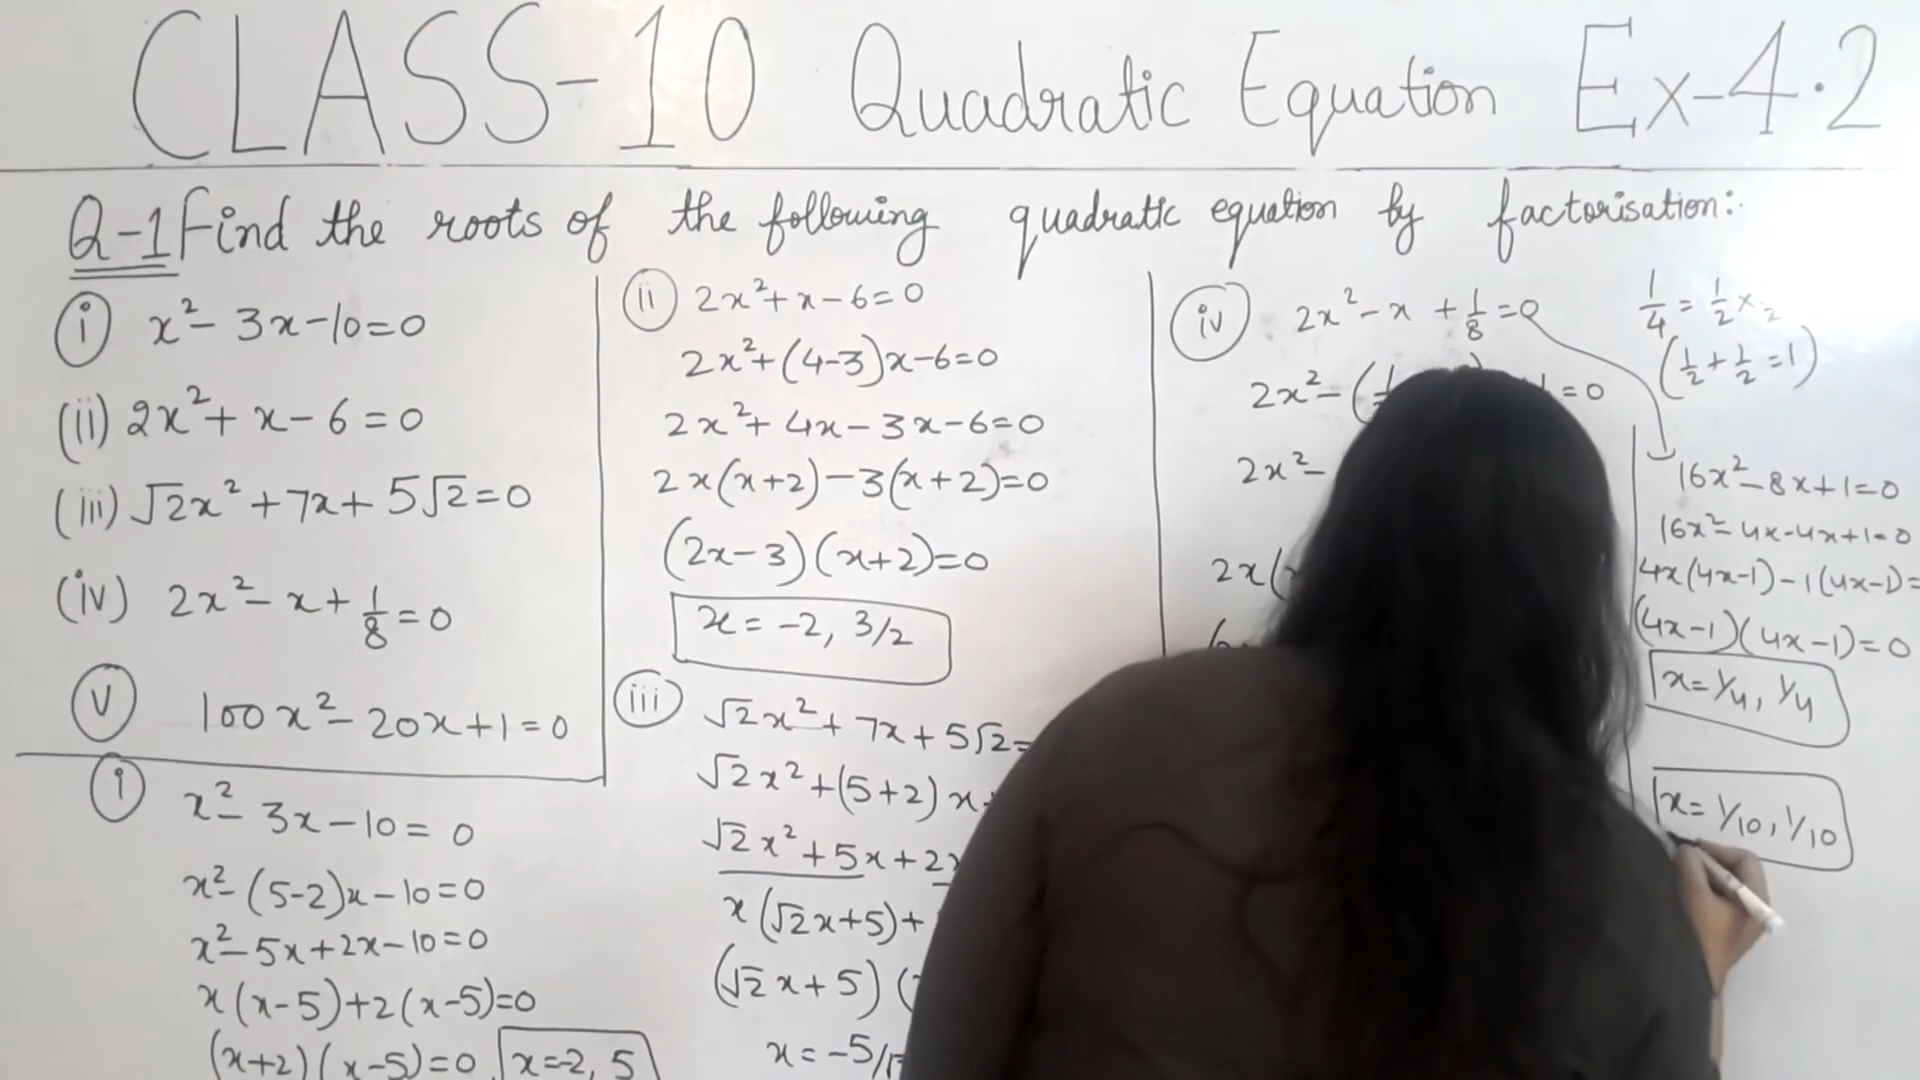 CLASS-10 Quadratic Equation Ex-4.2
Q-1 Find the roots of the following quadratic equation by factorisation:
(i) x² - 3x - 10 = 0
(ii) 2x² + x - 6 = 0
(iii) √2x² + 7x + 5√2 = 0
(iv) 2x² - x + 1/8 = 0
(v) 100x² - 20x + 1 = 0
(i) x² - 3x - 10 = 0
x² - (5-2)x - 10 = 0
x² - 5x + 2x - 10 = 0
x(x-5) + 2(x-5) = 0
(x+2)(x-5) = 0 x = -2, 5
(ii) 2x² + x - 6 = 0
2x² + (4-3)x - 6 = 0
2x² + 4x - 3x - 6 = 0
2x(x+2) - 3(x+2) = 0
(2x-3)(x+2) = 0
x = -2, 3/2
(iii) √2x² + 7x + 5√2 =
√2x² + (5+2)x
√2x² + 5x + 2x
x(√2x+5) +
(√2x+5)(
x = -5/
(iv) 2x² - x + 1/8 = 0
2x² - ( = 0
2x² -
2x(
1/4 = 1/2 × 2
(1/2 + 1/2 = 1)
16x² - 8x + 1 = 0
16x² - 4x - 4x + 1 = 0
4x(4x-1) - 1(4x-1) =
(4x-1)(4x-1) = 0
x = 1/4, 1/4
x = 1/10, 1/10